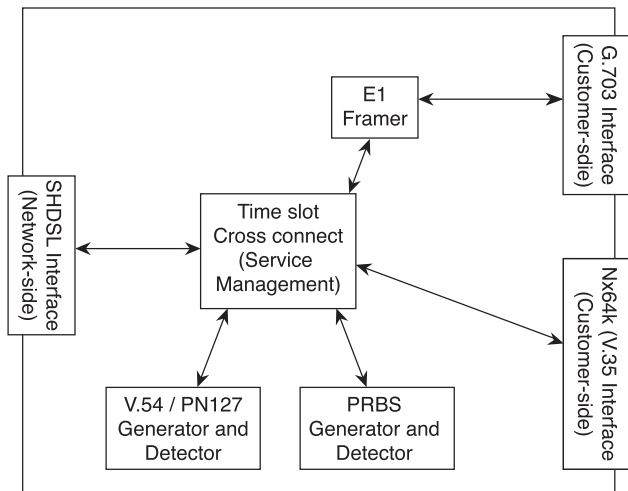 E1
Framer
G.703 Interface
(Customer-sdie)
SHDSL Interface
(Network-side)
Time slot
Cross connect
(Service
Management)
Nx64k (V.35 Interface
(Customer-side)
V.54 / PN127
Generator and
Detector
PRBS
Generator and
Detector